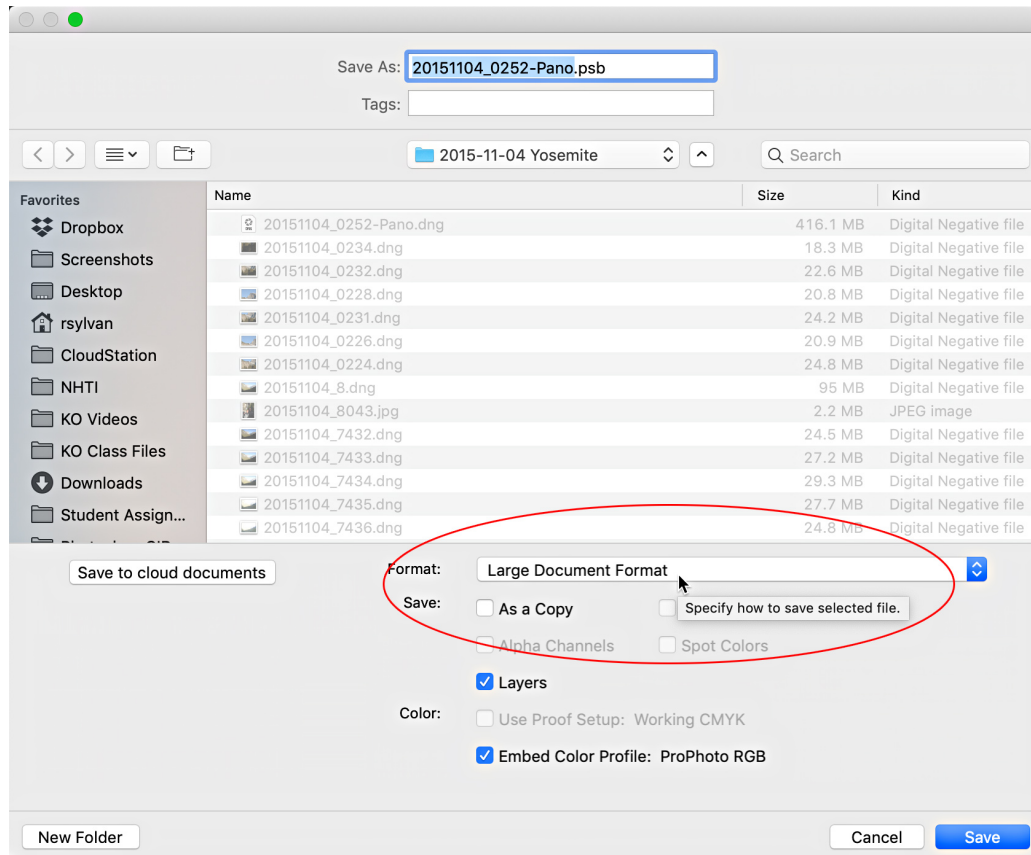 Save As: 20151104_0252-Pano.psb
Tags:
2015-11-04 Yosemite
Search
Favorites
Dropbox
Screenshots
Desktop
rsylvan
CloudStation
NHTI
KO Videos
KO Class Files
Downloads
Student Assign...
Name Size Kind
20151104_0252-Pano.dng 416.1 MB Digital Negative file
20151104_0234.dng 18.3 MB Digital Negative file
20151104_0232.dng 22.6 MB Digital Negative file
20151104_0228.dng 20.8 MB Digital Negative file
20151104_0231.dng 24.2 MB Digital Negative file
20151104_0226.dng 20.9 MB Digital Negative file
20151104_0224.dng 24.8 MB Digital Negative file
20151104_8.dng 95 MB Digital Negative file
20151104_8043.jpg 2.2 MB JPEG image
20151104_7432.dng 24.5 MB Digital Negative file
20151104_7433.dng 27.2 MB Digital Negative file
20151104_7434.dng 29.3 MB Digital Negative file
20151104_7435.dng 27.7 MB Digital Negative file
20151104_7436.dng 24.8 MB Digital Negative file
Save to cloud documents
Format: Large Document Format
Save: As a Copy
Specify how to save selected file.
Alpha Channels Spot Colors
Layers
Color: Use Proof Setup: Working CMYK
Embed Color Profile: ProPhoto RGB
New Folder Cancel Save